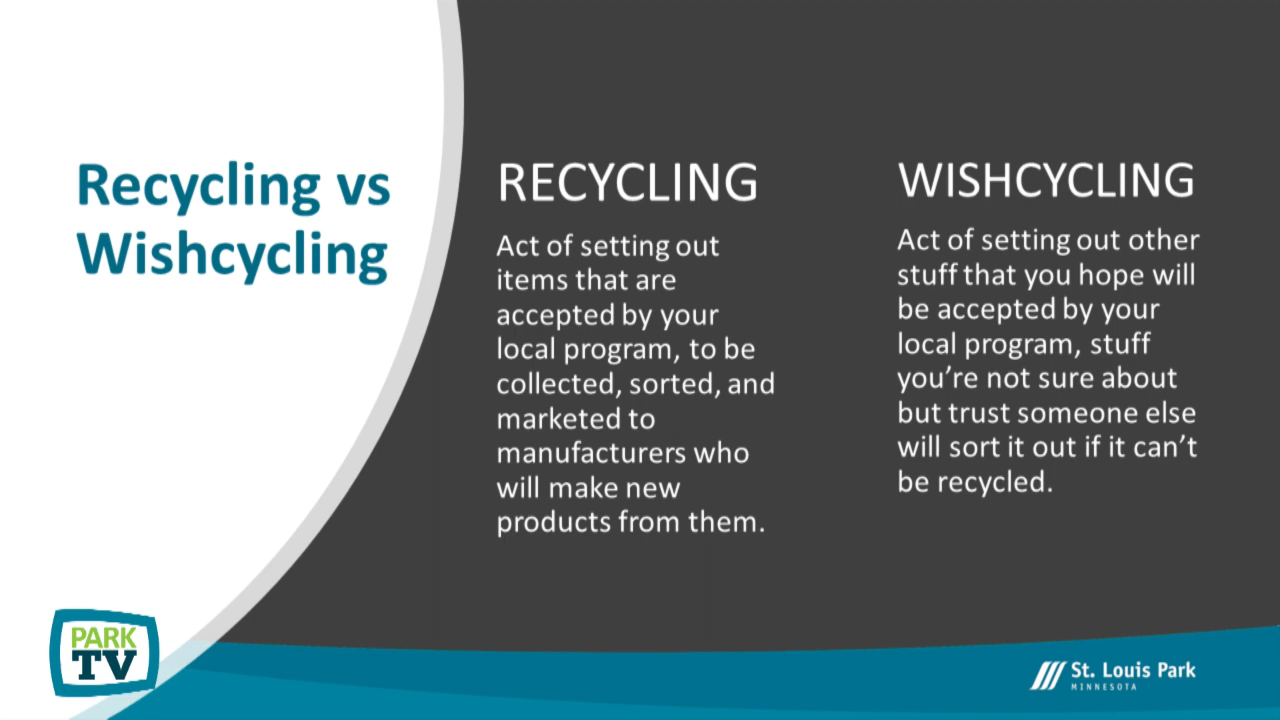 Recycling vs
Wishcycling
RECYCLING
Act of setting out
items that are
accepted by your
local program, to be
collected, sorted, and
marketed to
manufacturers who
will make new
products from them.
WISHCYCLING
Act of setting out other
stuff that you hope will
be accepted by your
local program, stuff
you’re not sure about
but trust someone else
will sort it out if it can’t
be recycled.
PARK
TV
St. Louis Park
MINNESOTA